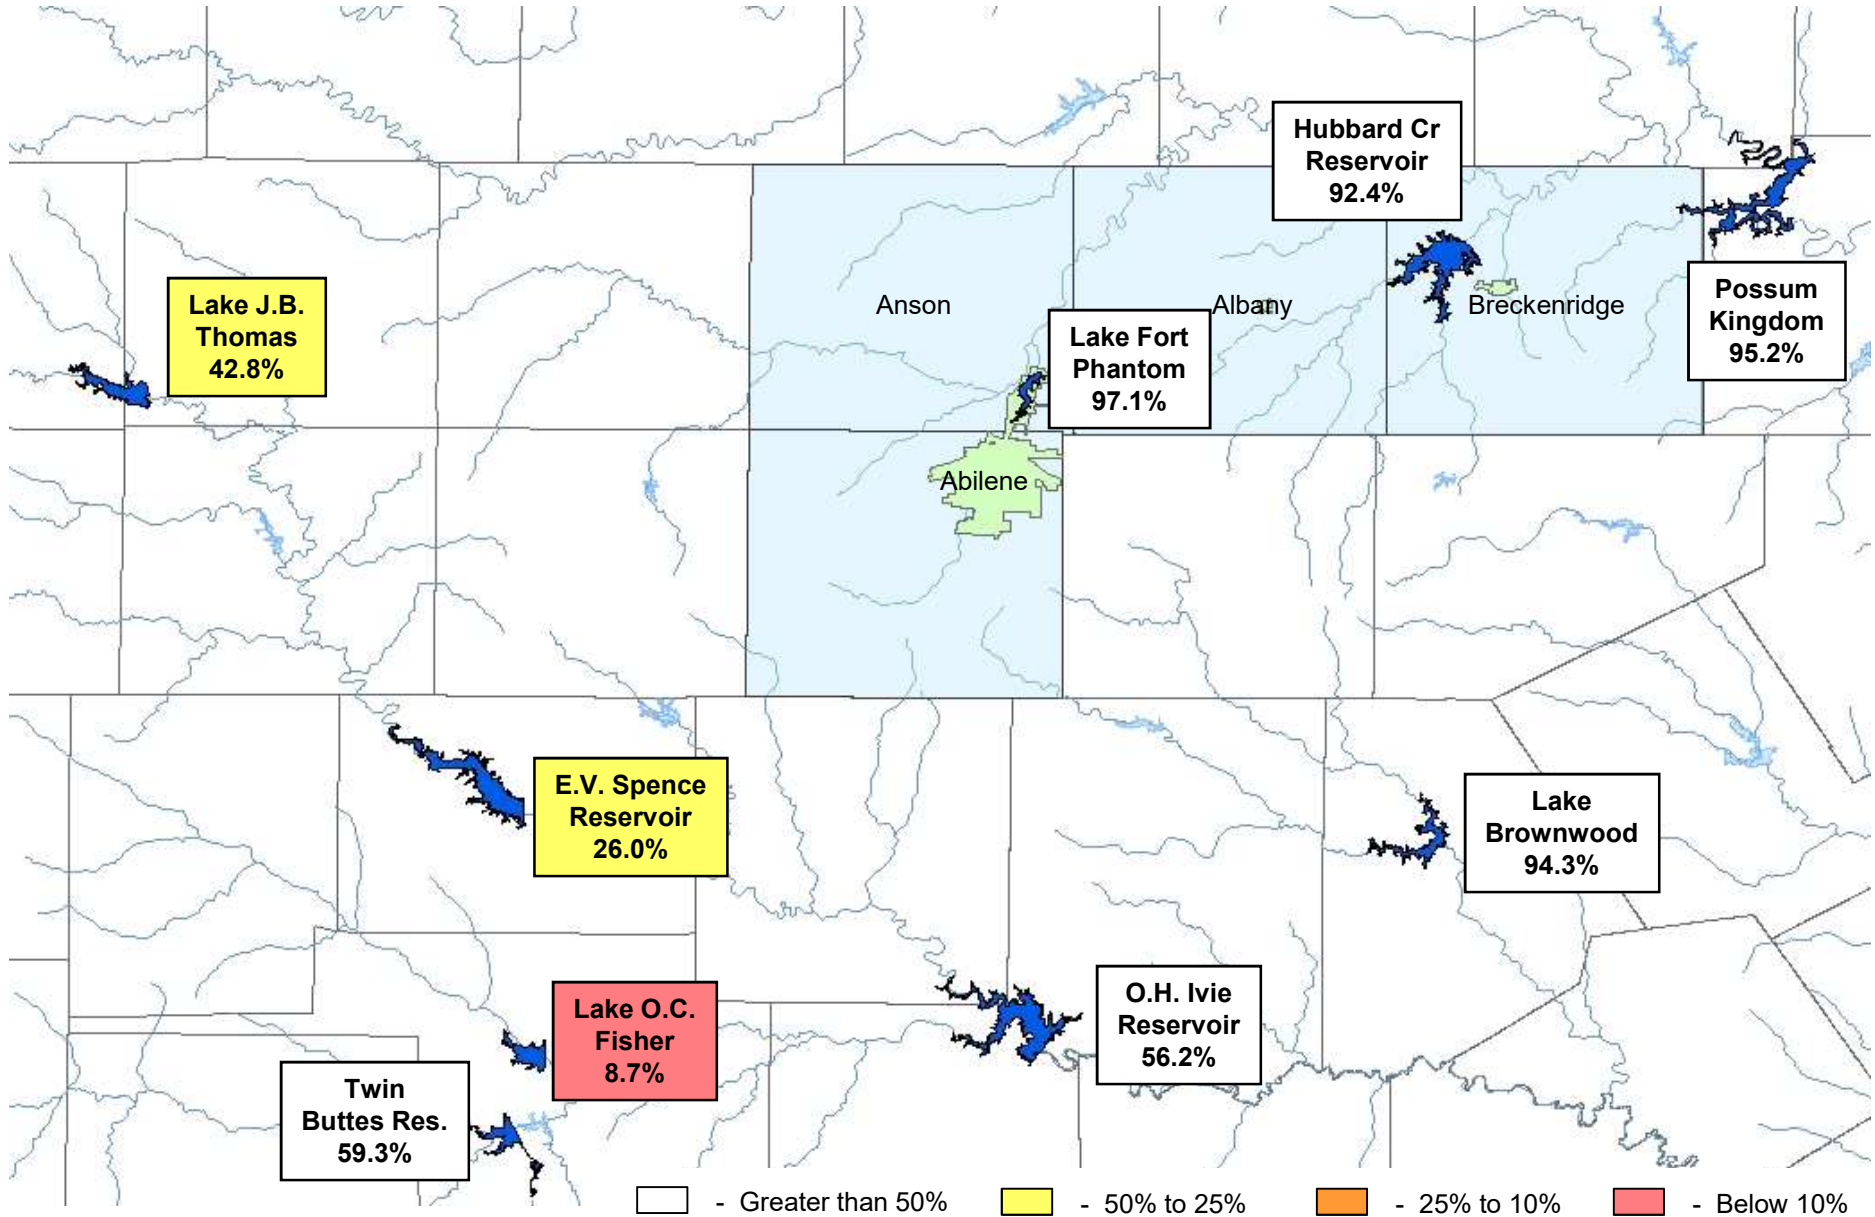 Hubbard Cr
Reservoir
92.4%
Lake J.B.
Thomas
42.8%
Anson
Albany
Breckenridge
Possum
Kingdom
95.2%
Lake Fort
Phantom
97.1%
Abilene
E.V. Spence
Reservoir
26.0%
Lake
Brownwood
94.3%
Lake O.C.
Fisher
8.7%
O.H. Ivie
Reservoir
56.2%
Twin
Buttes Res.
59.3%
- Greater than 50%
- 50% to 25%
- 25% to 10%
- Below 10%